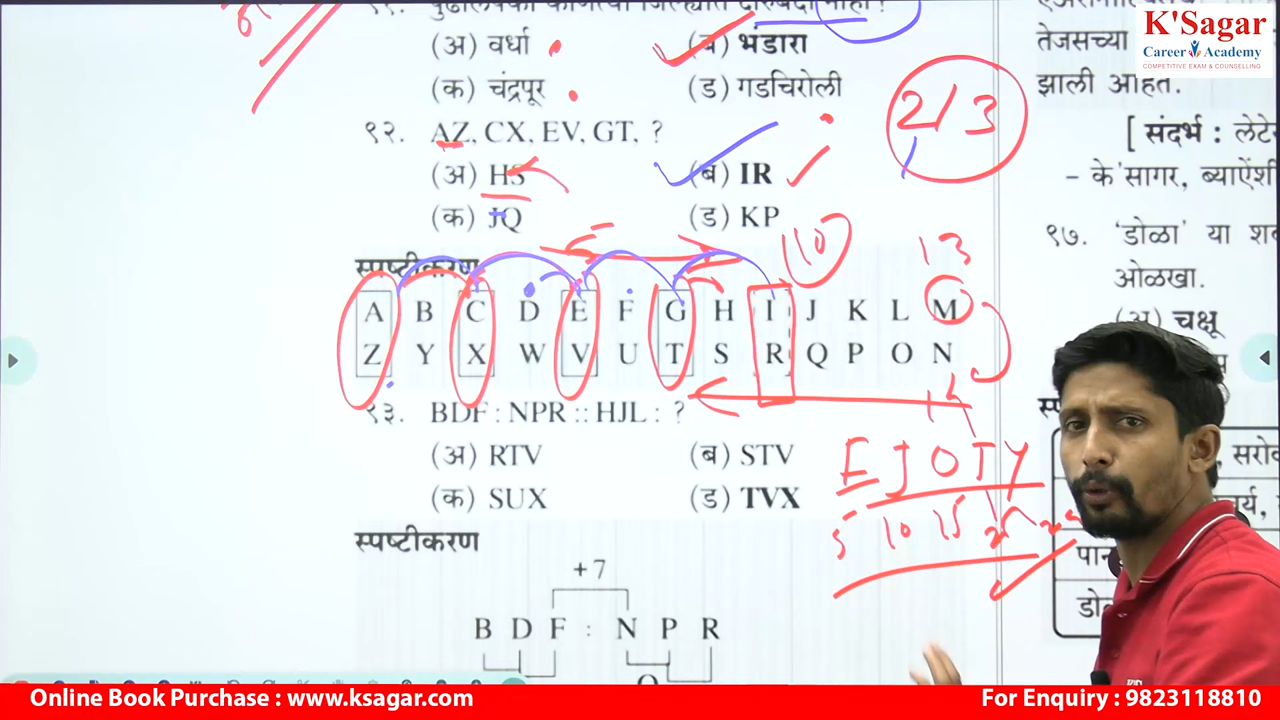 (अ) वर्धा (ब) भंडारा
(क) चंद्रपूर (ड) गडचिरोली
९२. AZ, CX, EV, GT, ?
(अ) HS (ब) IR
(क) JQ (ड) KP
स्पष्टीकरण
A B C D E F G H I J K L M
Z Y X W V U T S R Q P O N
९३. BDF : NPR :: HJL : ?
(अ) RTV (ब) STV
(क) SUX (ड) TVX
स्पष्टीकरण
+7
B D F : N P R
2/3
10
13
14
E J O T Y
5 10 15
तेजसच्या
झाली आहे.
[ संदर्भ :
- के'सागर,
९७. 'डोळा' या
ओळखा.
(अ) चक्षू
K'Sagar
Career Academy
COMPETITIVE EXAM & COUNSELLING
Online Book Purchase : www.ksagar.com
For Enquiry : 9823118810